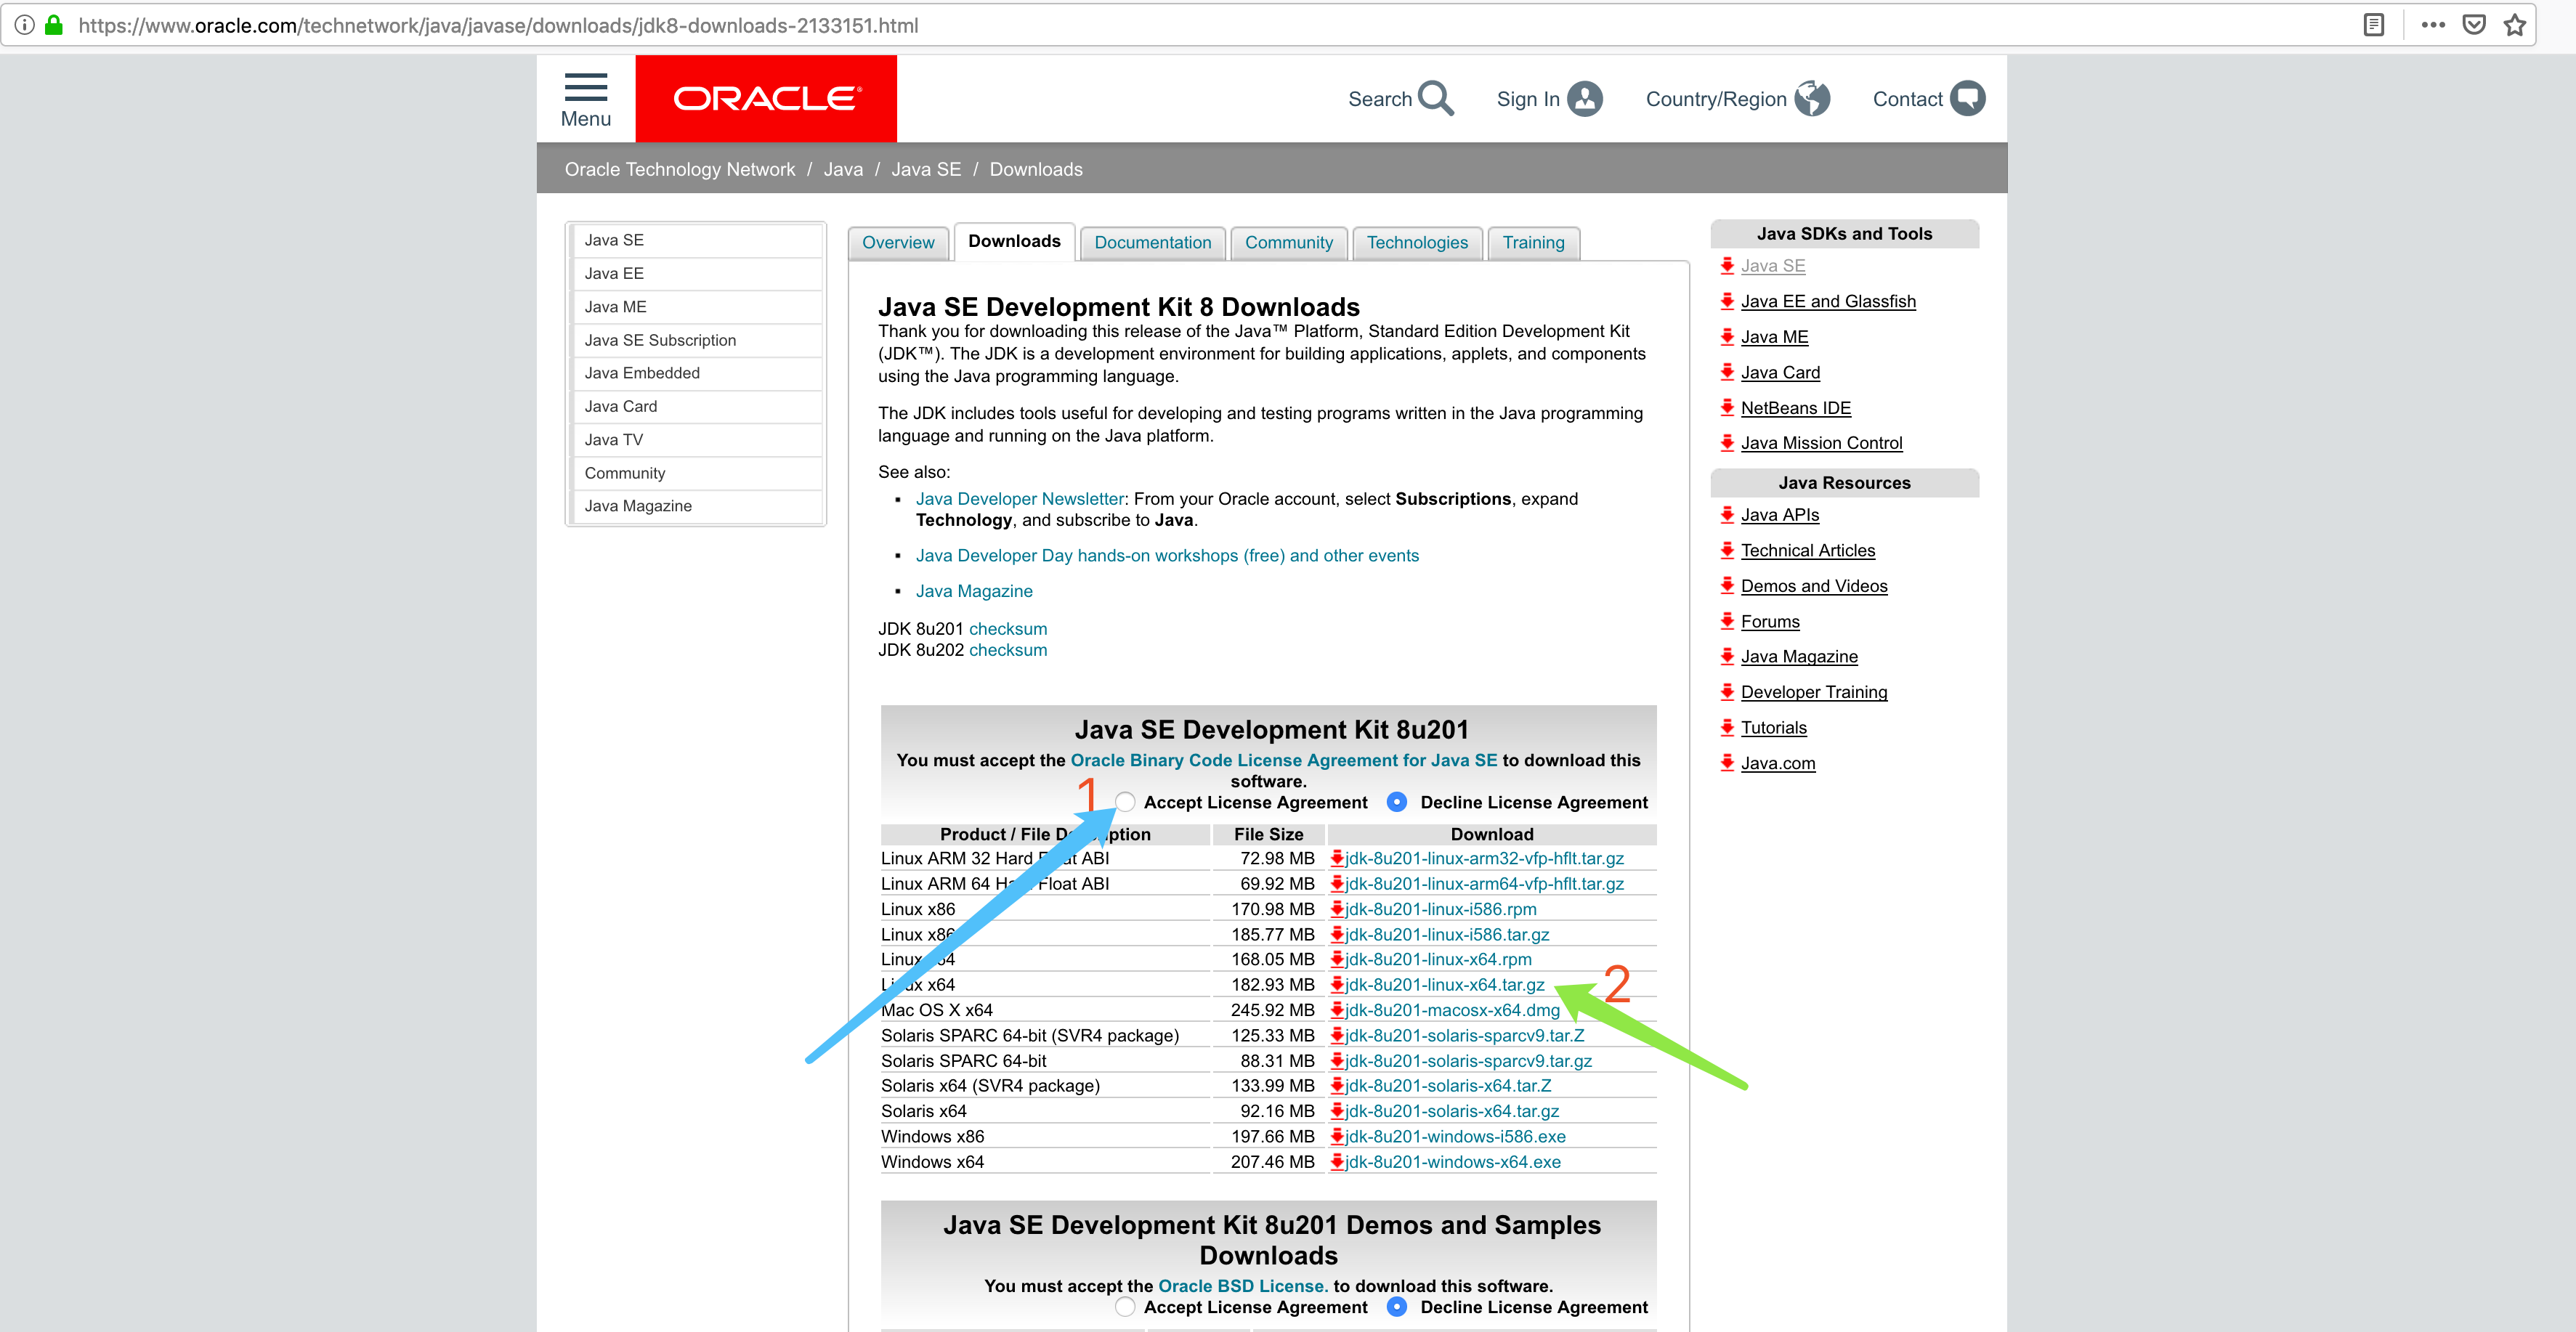 https://www.oracle.com/technetwork/java/javase/downloads/jdk8-downloads-2133151.html
Menu
ORACLE®
Search
Sign In
Country/Region
Contact
Oracle Technology Network / Java / Java SE / Downloads
Java SE
Java EE
Java ME
Java SE Subscription
Java Embedded
Java Card
Java TV
Community
Java Magazine
Overview
Downloads
Documentation
Community
Technologies
Training
Java SE Development Kit 8 Downloads
Thank you for downloading this release of the Java™ Platform, Standard Edition Development Kit
(JDK™). The JDK is a development environment for building applications, applets, and components
using the Java programming language.
The JDK includes tools useful for developing and testing programs written in the Java programming
language and running on the Java platform.
See also:
Java Developer Newsletter: From your Oracle account, select Subscriptions, expand
Technology, and subscribe to Java.
Java Developer Day hands-on workshops (free) and other events
Java Magazine
JDK 8u201 checksum
JDK 8u202 checksum
Java SE Development Kit 8u201
You must accept the Oracle Binary Code License Agreement for Java SE to download this
software.
1
Accept License Agreement Decline License Agreement
Product / File Description File Size Download
Linux ARM 32 Hard Float ABI 72.98 MB jdk-8u201-linux-arm32-vfp-hflt.tar.gz
Linux ARM 64 Hard Float ABI 69.92 MB jdk-8u201-linux-arm64-vfp-hflt.tar.gz
Linux x86 170.98 MB jdk-8u201-linux-i586.rpm
Linux x86 185.77 MB jdk-8u201-linux-i586.tar.gz
Linux x64 168.05 MB jdk-8u201-linux-x64.rpm
Linux x64 182.93 MB jdk-8u201-linux-x64.tar.gz
2
Mac OS X x64 245.92 MB jdk-8u201-macosx-x64.dmg
Solaris SPARC 64-bit (SVR4 package) 125.33 MB jdk-8u201-solaris-sparcv9.tar.Z
Solaris SPARC 64-bit 88.31 MB jdk-8u201-solaris-sparcv9.tar.gz
Solaris x64 (SVR4 package) 133.99 MB jdk-8u201-solaris-x64.tar.Z
Solaris x64 92.16 MB jdk-8u201-solaris-x64.tar.gz
Windows x86 197.66 MB jdk-8u201-windows-i586.exe
Windows x64 207.46 MB jdk-8u201-windows-x64.exe
Java SE Development Kit 8u201 Demos and Samples
Downloads
You must accept the Oracle BSD License. to download this software.
Accept License Agreement Decline License Agreement
Java SDKs and Tools
Java SE
Java EE and Glassfish
Java ME
Java Card
NetBeans IDE
Java Mission Control
Java Resources
Java APIs
Technical Articles
Demos and Videos
Forums
Java Magazine
Developer Training
Tutorials
Java.com